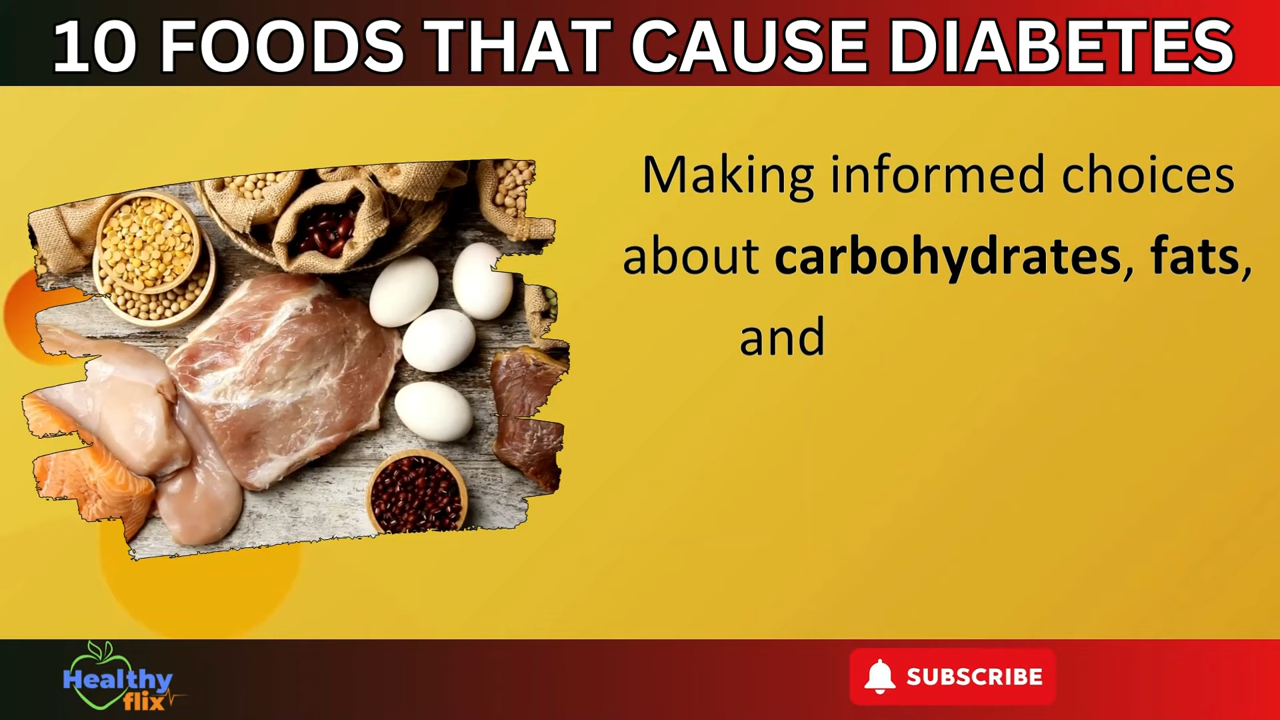 10 FOODS THAT CAUSE DIABETES
Making informed choices
about carbohydrates, fats,
and
Healthy
flix
SUBSCRIBE